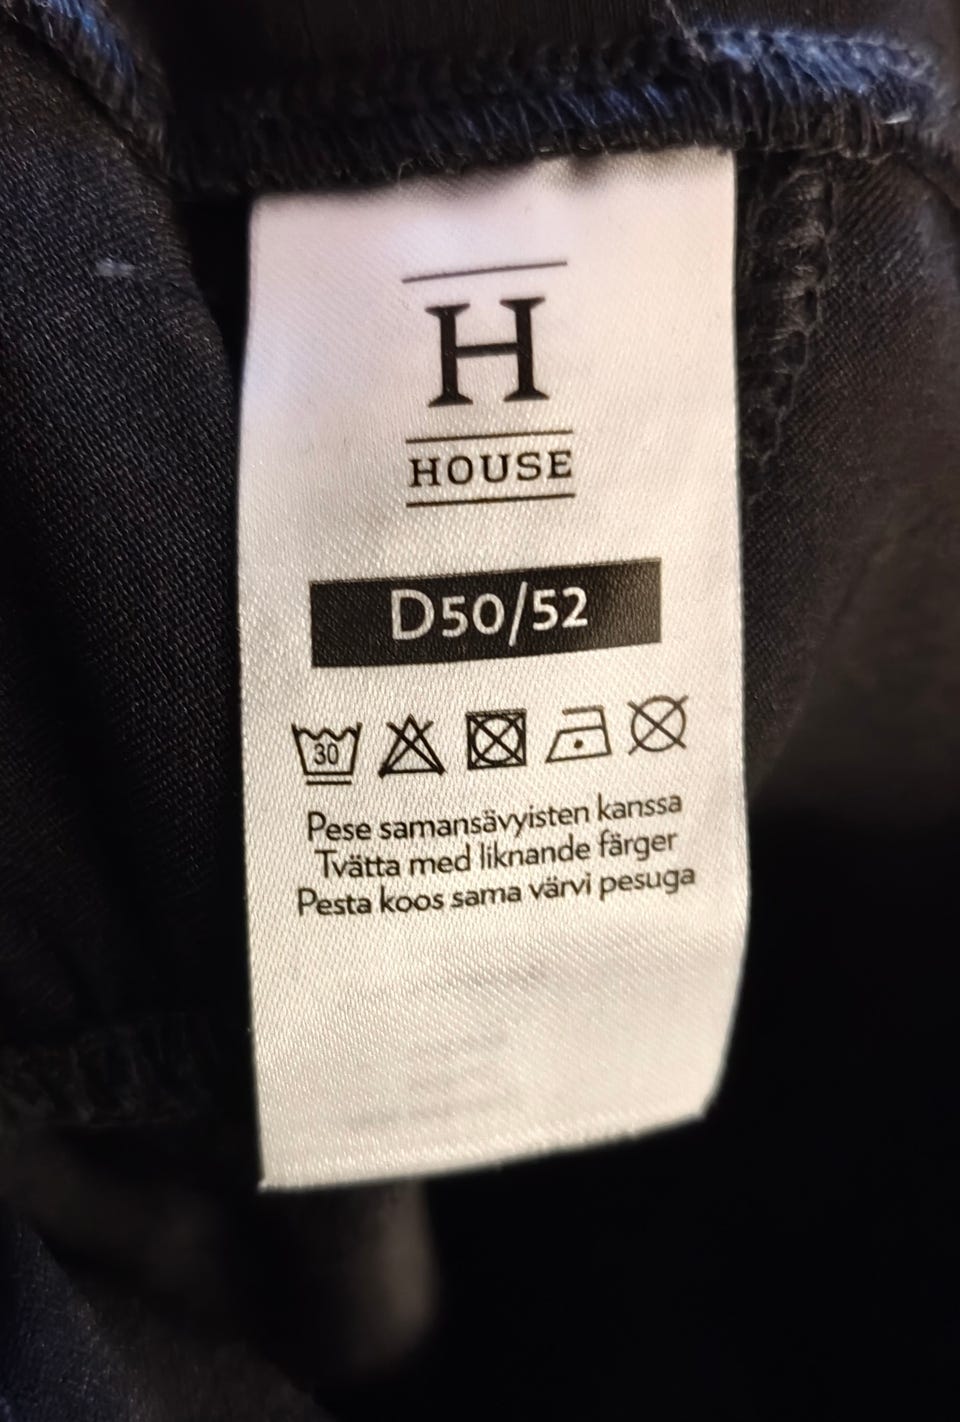 H
HOUSE
D50/52
30
Pese samansävyisten kanssa
Tvätta med liknande färger
Pesta koos sama värvi pesuga